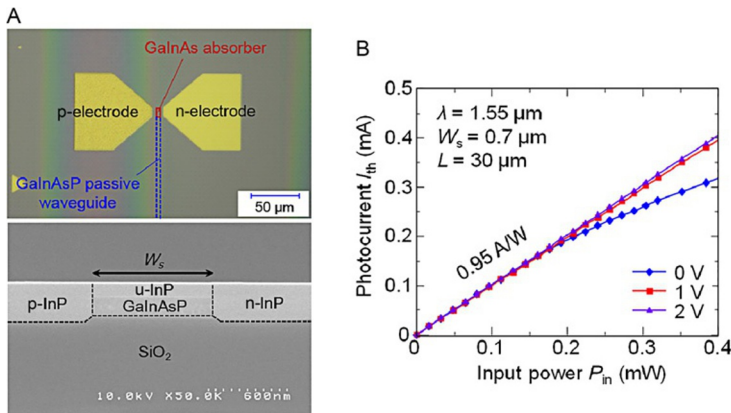 A
GaInAs absorber
p-electrode
n-electrode
GaInAsP passive
waveguide
50 μm
Ws
p-InP
u-InP
GaInAsP
n-InP
SiO2
10.0kV X50.0K 600nm
B
λ = 1.55 μm
Ws = 0.7 μm
L = 30 μm
0.95 A/W
0 V
1 V
2 V
Photocurrent Ith (mA)
0.5
0.4
0.3
0.2
0.1
0
0 0.1 0.2 0.3 0.4
Input power Pin (mW)